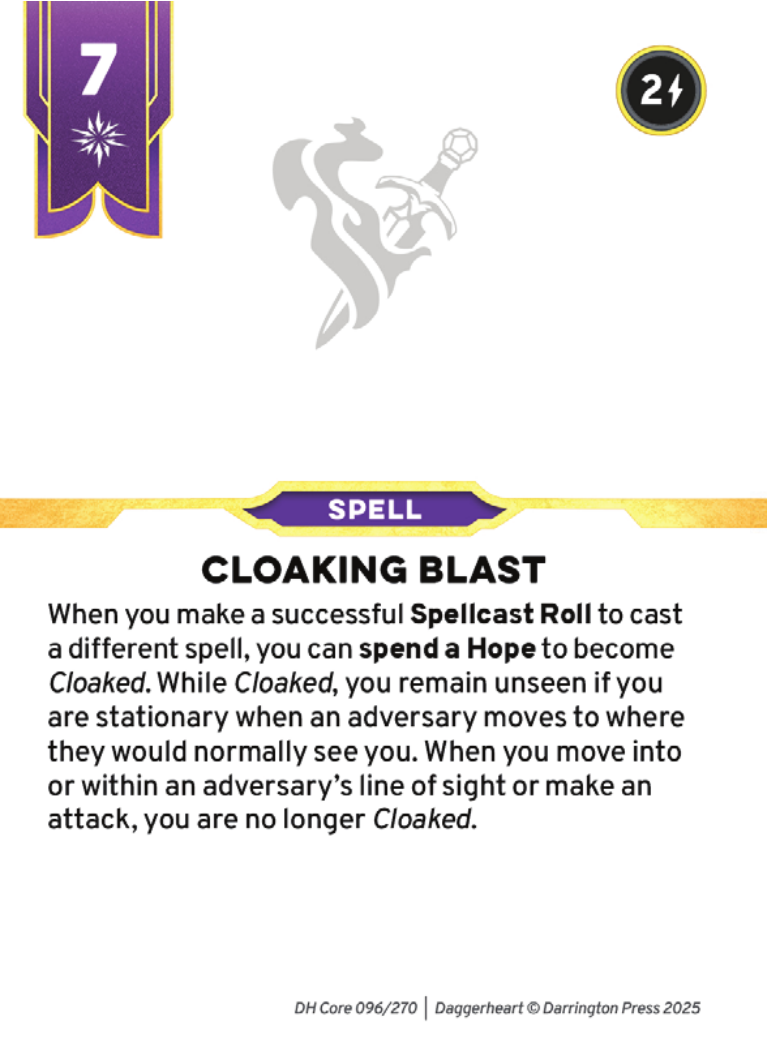 7
2
SPELL
CLOAKING BLAST
When you make a successful Spellcast Roll to cast
a different spell, you can spend a Hope to become
Cloaked. While Cloaked, you remain unseen if you
are stationary when an adversary moves to where
they would normally see you. When you move into
or within an adversary’s line of sight or make an
attack, you are no longer Cloaked.
DH Core 096/270 | Daggerheart © Darrington Press 2025